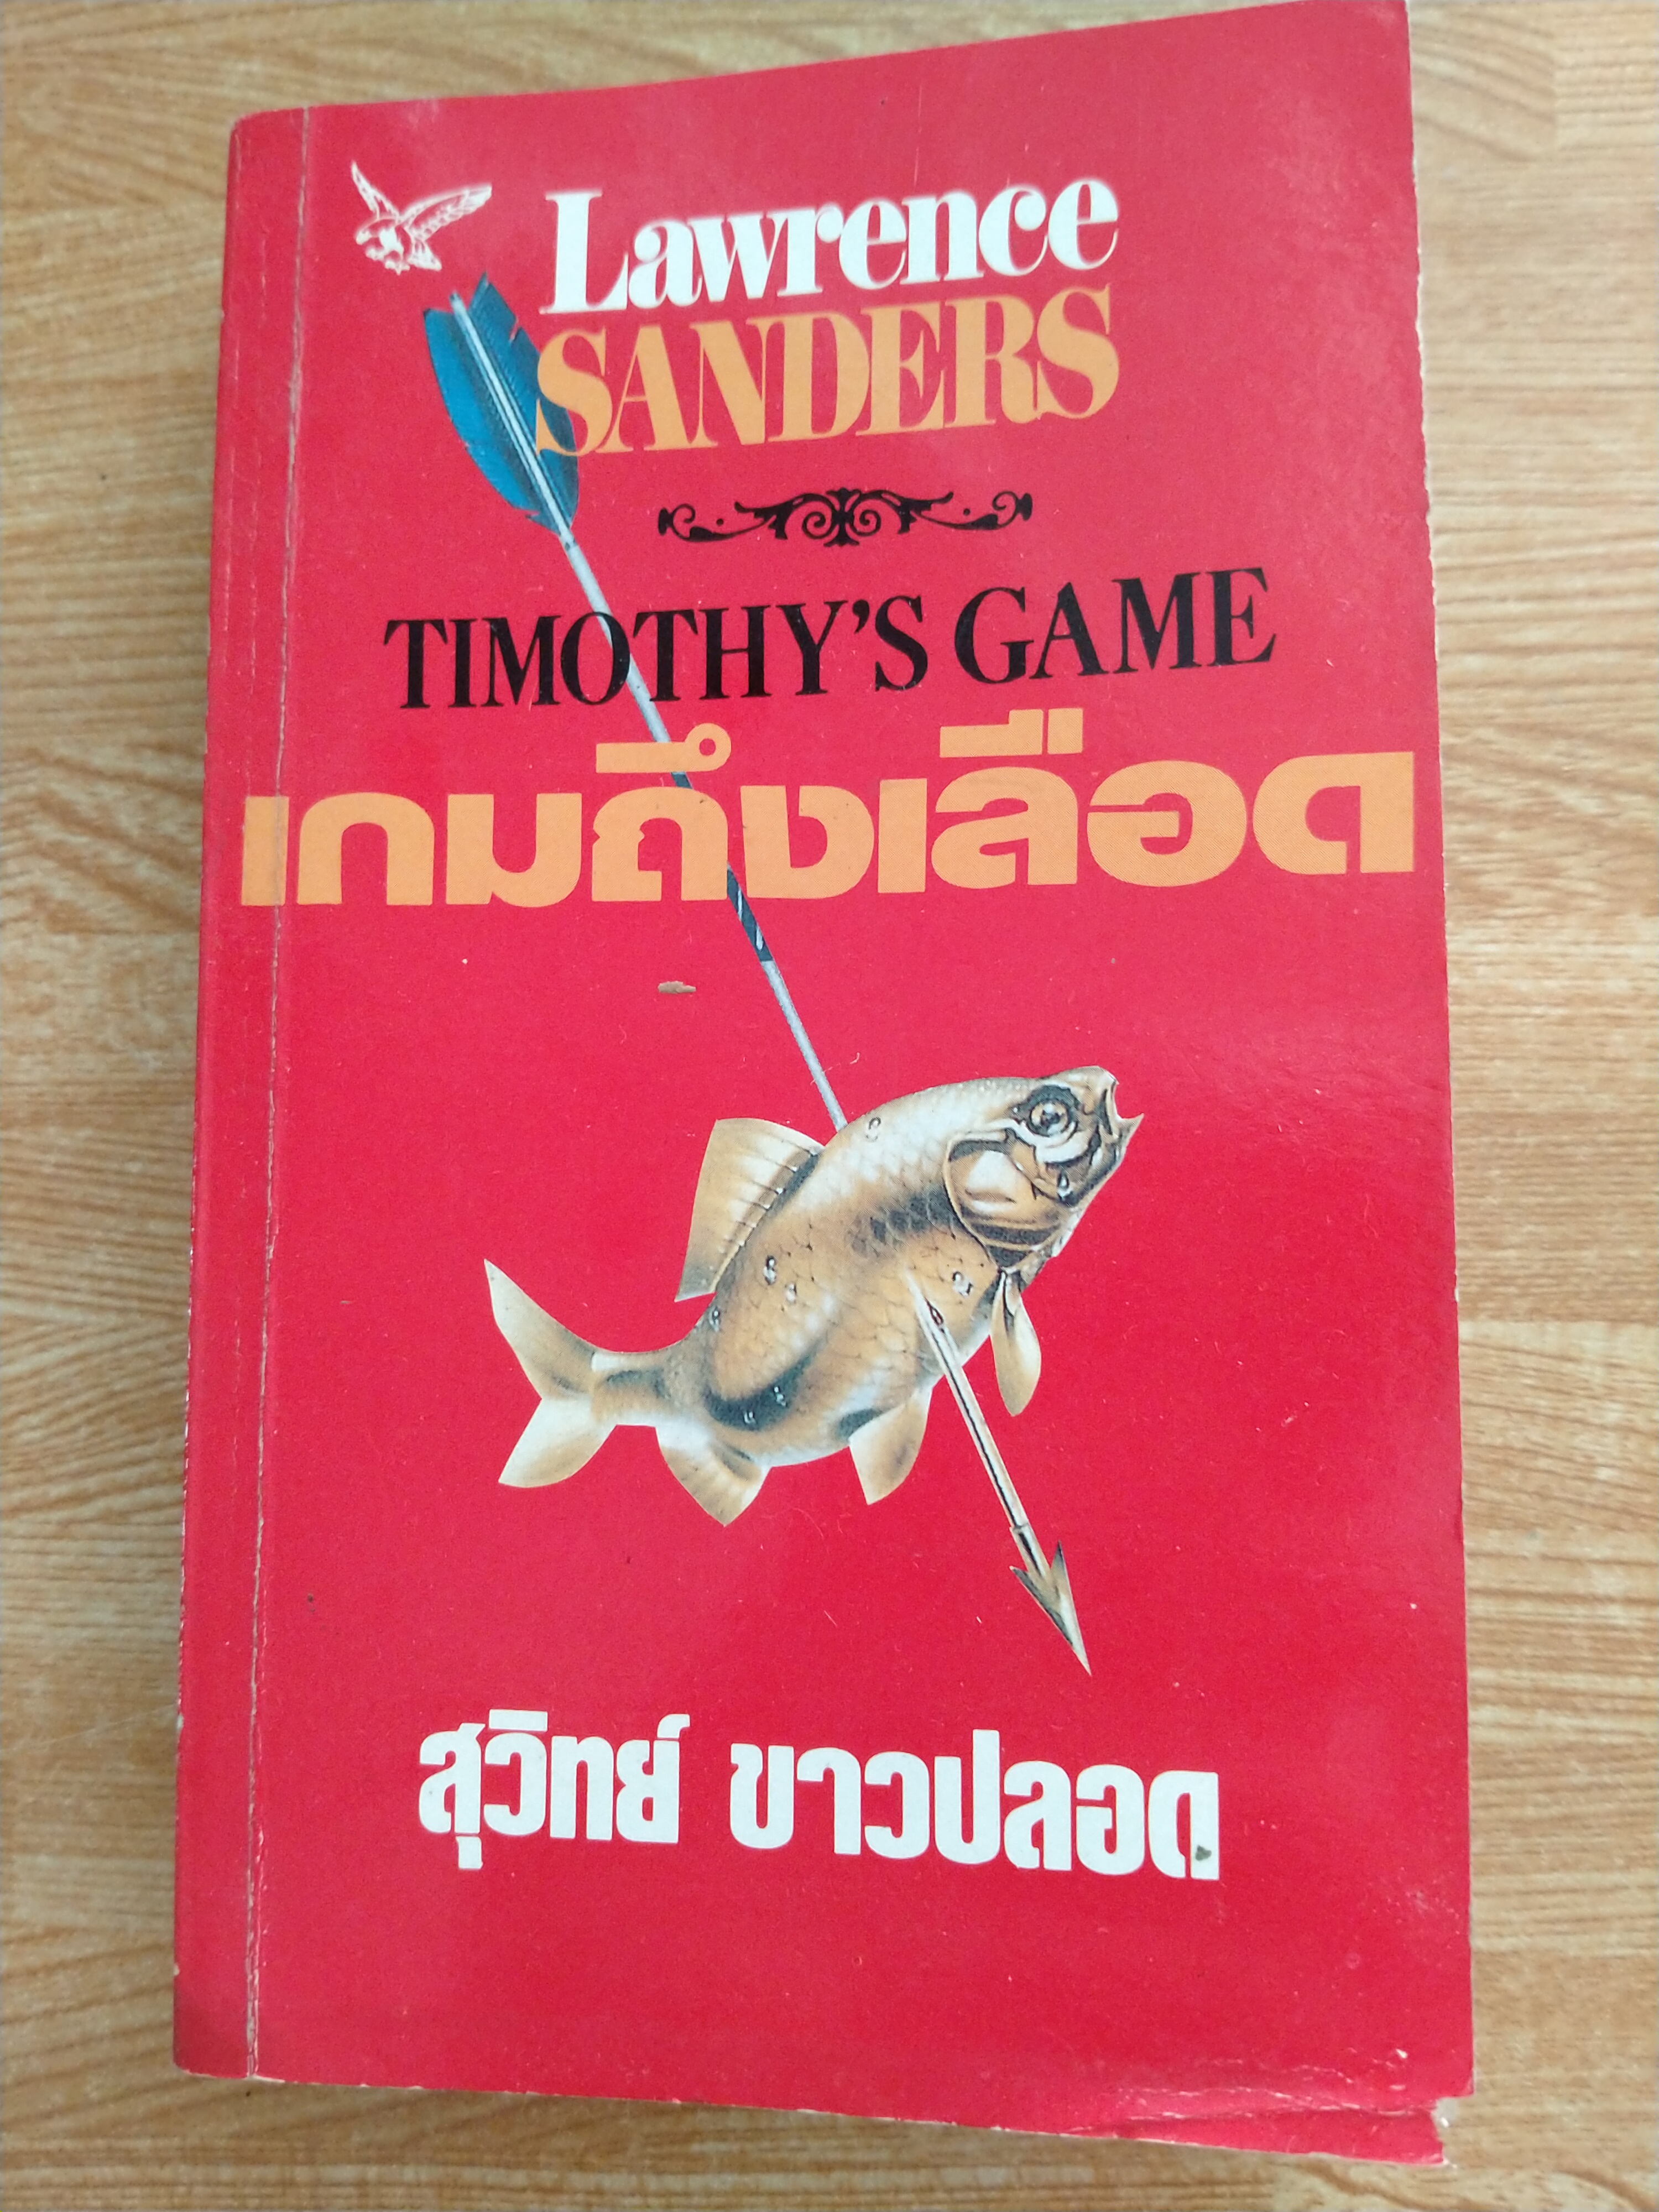 Lawrence
SANDERS
TIMOTHY'S GAME
เกมถึงเลือด
สุวิทย์ ขาวปลอด